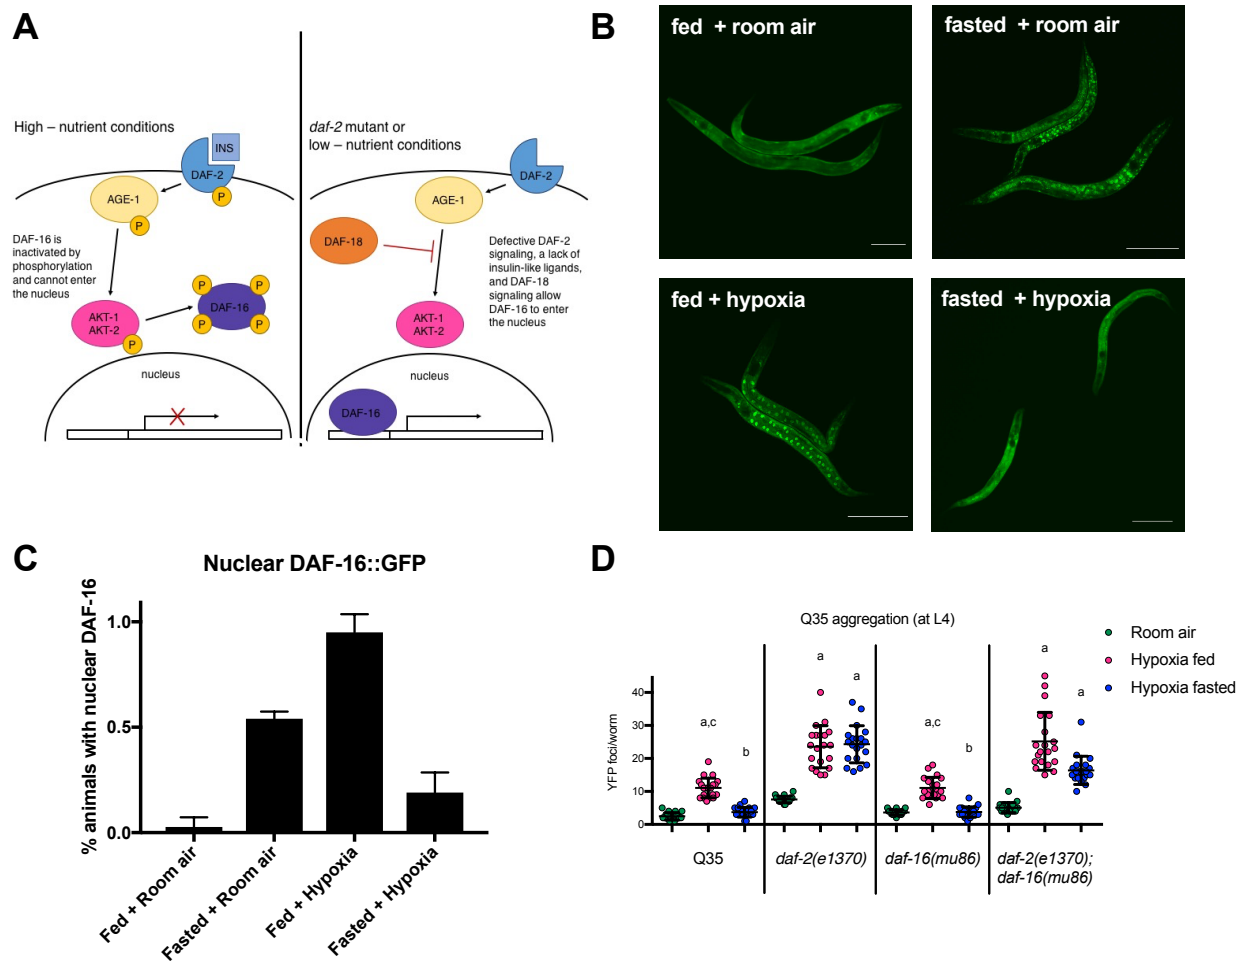 A
High – nutrient conditions
INS
DAF-2
P
AGE-1
P
DAF-16 is
inactivated by
phosphorylation
and cannot enter
the nucleus
P
P
DAF-16
P
P
AKT-1
AKT-2
P
nucleus
daf-2 mutant or
low – nutrient conditions
DAF-2
AGE-1
DAF-18
Defective DAF-2
signaling, a lack of
insulin-like ligands,
and DAF-18
signaling allow
DAF-16 to enter
the nucleus
AKT-1
AKT-2
nucleus
DAF-16
B
fed + room air
fasted + room air
fed + hypoxia
fasted + hypoxia
C
Nuclear DAF-16::GFP
% animals with nuclear DAF-16
1.0
0.5
0.0
Fed + Room air
Fasted + Room air
Fed + Hypoxia
Fasted + Hypoxia
D
Q35 aggregation (at L4)
Room air
Hypoxia fed
Hypoxia fasted
YFP foci/worm
40
30
20
10
0
a,c
b
a
a
a,c
b
a
a
Q35
daf-2(e1370)
daf-16(mu86)
daf-2(e1370);
daf-16(mu86)